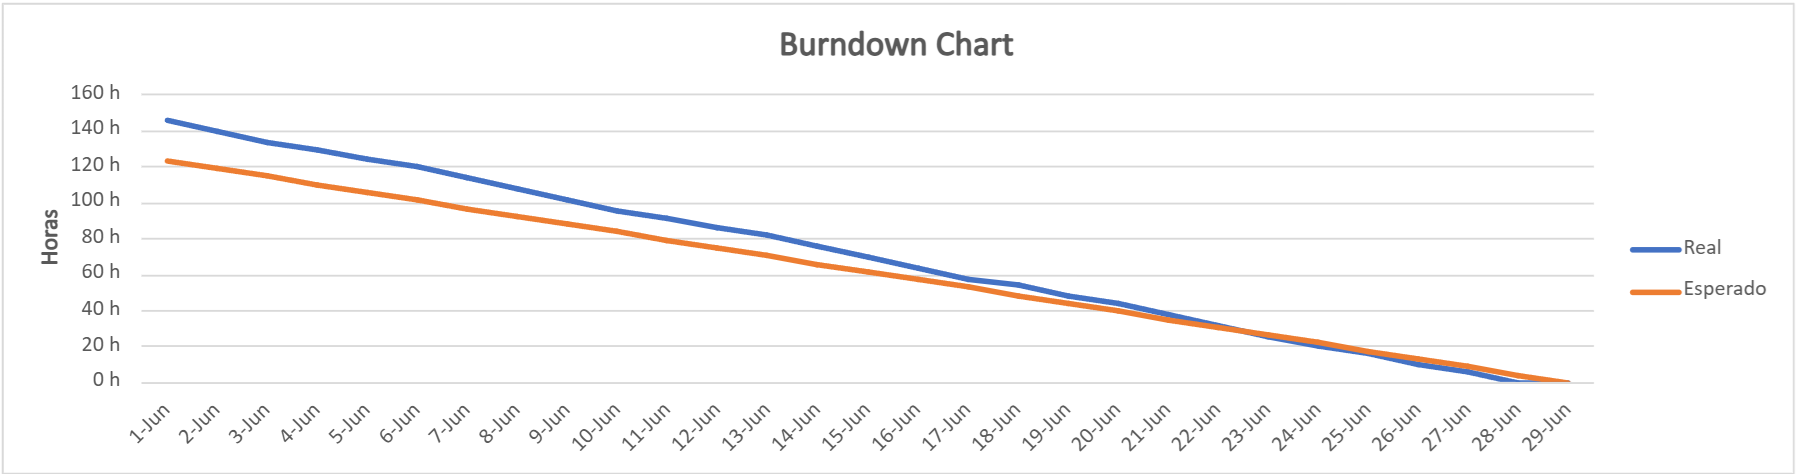 Burndown Chart
160 h
140 h
120 h
100 h
80 h
60 h
40 h
20 h
0 h
Horas
1-Jun
2-Jun
3-Jun
4-Jun
5-Jun
6-Jun
7-Jun
8-Jun
9-Jun
10-Jun
11-Jun
12-Jun
13-Jun
14-Jun
15-Jun
16-Jun
17-Jun
18-Jun
19-Jun
20-Jun
21-Jun
22-Jun
23-Jun
24-Jun
25-Jun
26-Jun
27-Jun
28-Jun
29-Jun
Real
Esperado